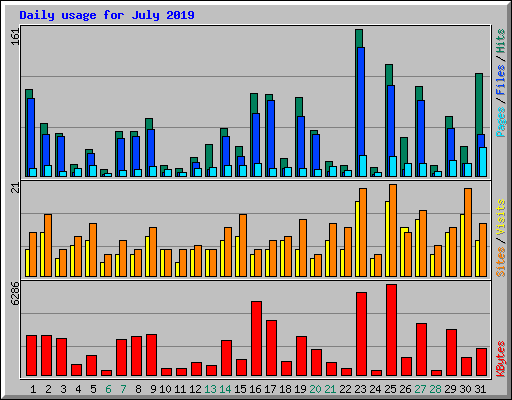 Daily usage for July 2019
161
Pages / Files / Hits
21
Sites / Visits
6286
KBytes
1 2 3 4 5 6 7 8 9 10 11 12 13 14 15 16 17 18 19 20 21 22 23 24 25 26 27 28 29 30 31